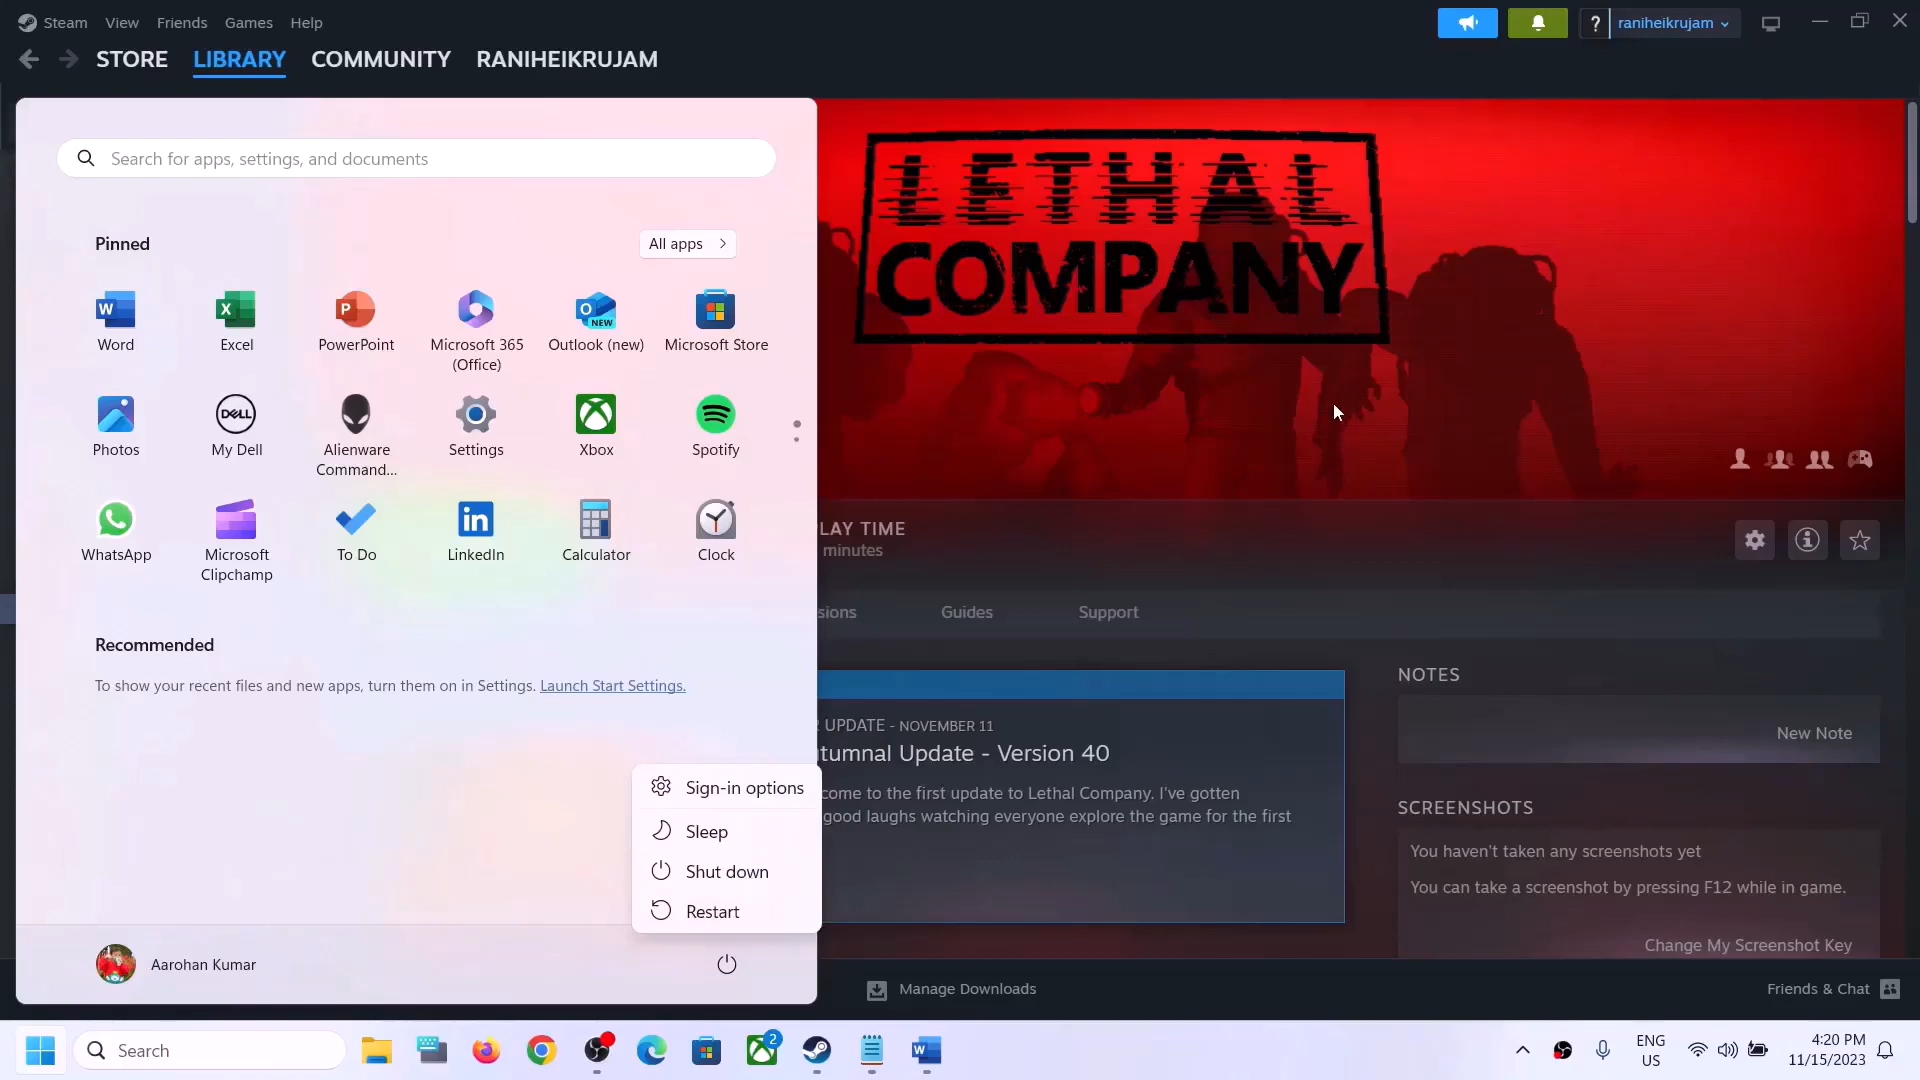 Steam View Friends Games Help
? raniheikrujam
STORE LIBRARY COMMUNITY RANIHEIKRUJAM
Search for apps, settings, and documents
Pinned
All apps
Word
Excel
PowerPoint
Microsoft 365
(Office)
Outlook (new)
Microsoft Store
Photos
My Dell
Alienware
Command...
Settings
Xbox
Spotify
WhatsApp
Microsoft
Clipchamp
To Do
LinkedIn
Calculator
Clock
Recommended
To show your recent files and new apps, turn them on in Settings. Launch Start Settings.
Sign-in options
Sleep
Shut down
Restart
Aarohan Kumar
LETHAL
COMPANY
LAY TIME
minutes
sions
Guides
Support
UPDATE - NOVEMBER 11
tumnal Update - Version 40
come to the first update to Lethal Company. I've gotten
good laughs watching everyone explore the game for the first
NOTES
New Note
SCREENSHOTS
You haven't taken any screenshots yet
You can take a screenshot by pressing F12 while in game.
Change My Screenshot Key
Manage Downloads
Friends & Chat
Search
2
ENG
US
4:20 PM
11/15/2023